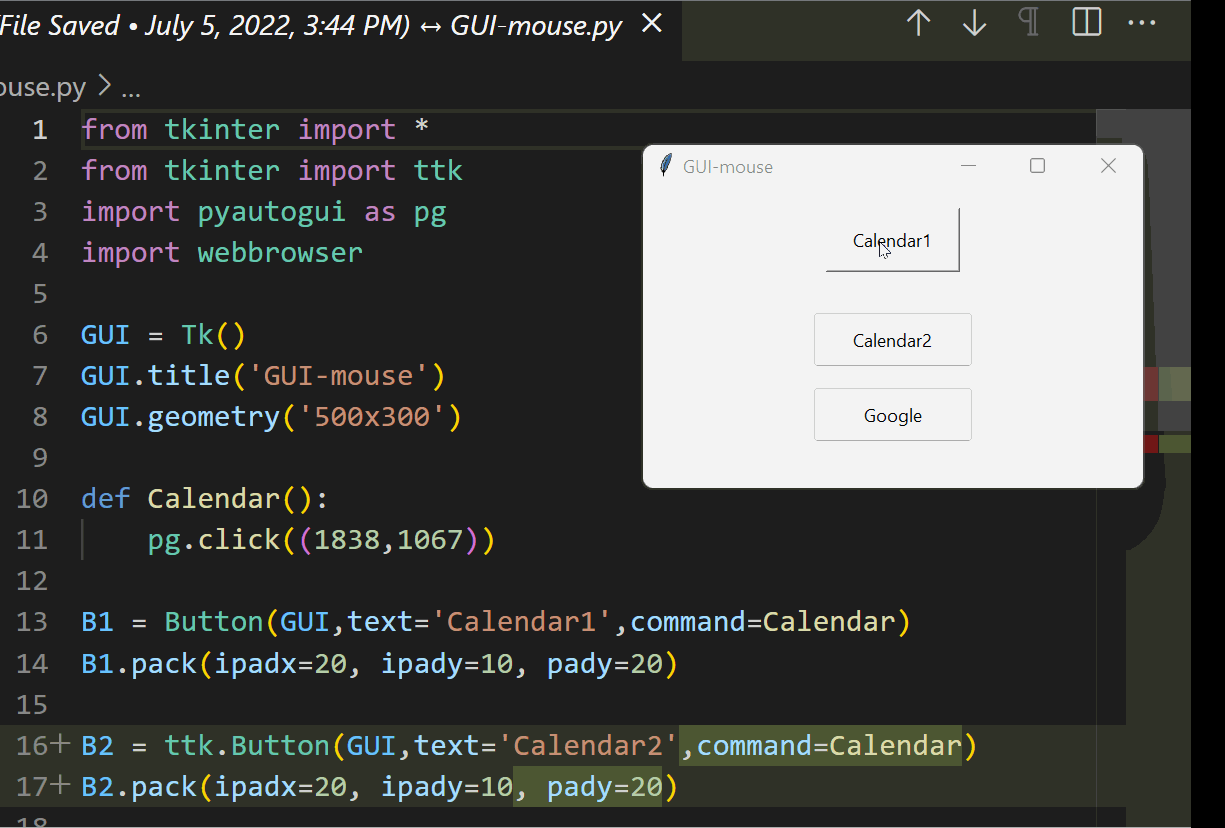 File Saved • July 5, 2022, 3:44 PM) ↔ GUI-mouse.py
ouse.py > ...
1 from tkinter import *
2 from tkinter import ttk
3 import pyautogui as pg
4 import webbrowser
5
6 GUI = Tk()
7 GUI.title('GUI-mouse')
8 GUI.geometry('500x300')
9
10 def Calendar():
11     pg.click((1838,1067))
12
13 B1 = Button(GUI,text='Calendar1',command=Calendar)
14 B1.pack(ipadx=20, ipady=10, pady=20)
15
16+ B2 = ttk.Button(GUI,text='Calendar2',command=Calendar)
17+ B2.pack(ipadx=20, ipady=10, pady=20)
18
GUI-mouse
Calendar1
Calendar2
Google